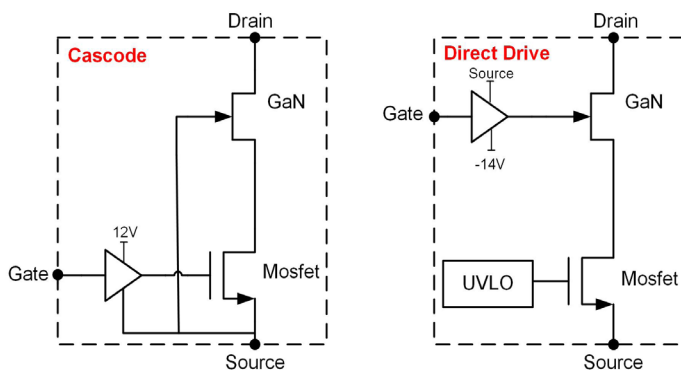 Drain
Cascode
GaN
12V
Gate
Mosfet
Source
Drain
Direct Drive
Source
GaN
Gate
-14V
UVLO
Mosfet
Source